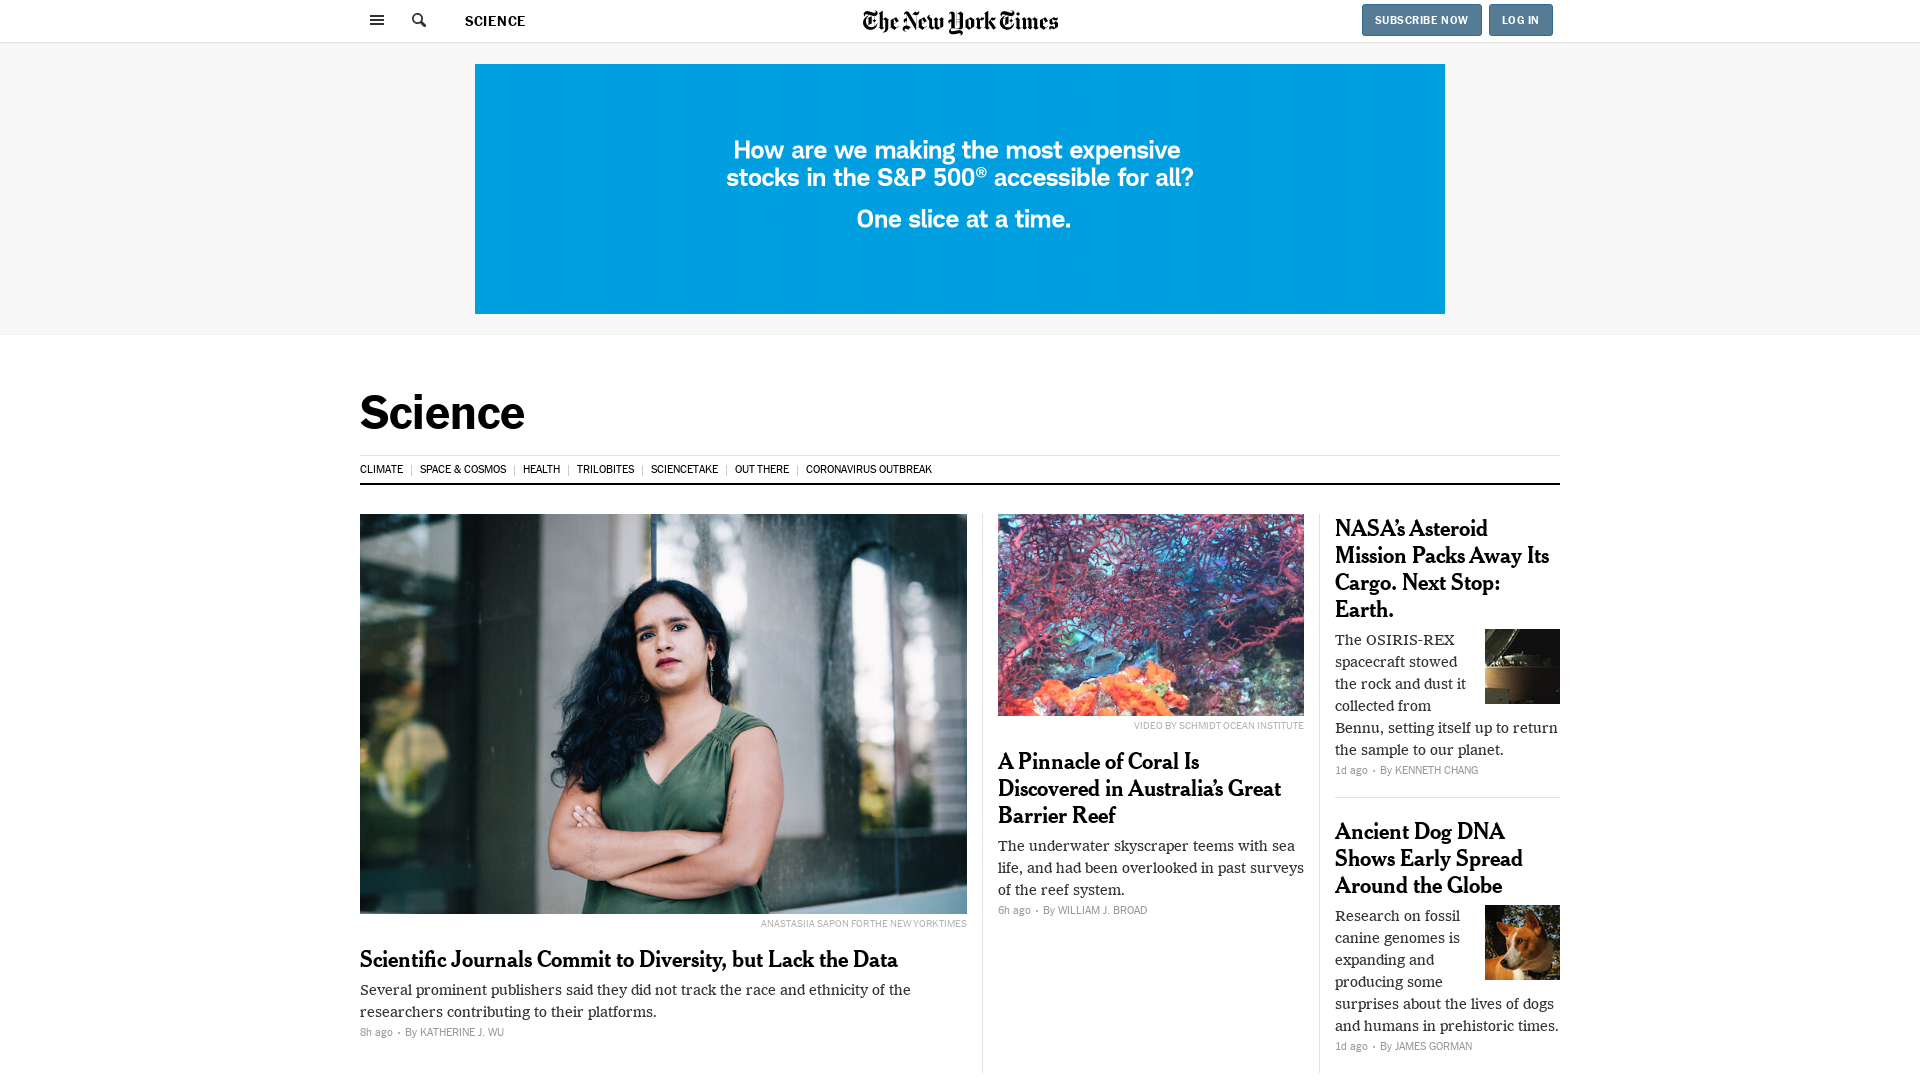 SCIENCE
The New York Times
SUBSCRIBE NOW
LOG IN
How are we making the most expensive
stocks in the S&P 500® accessible for all?
One slice at a time.
Science
CLIMATE
SPACE & COSMOS
HEALTH
TRILOBITES
SCIENCETAKE
OUT THERE
CORONAVIRUS OUTBREAK
ANASTASIIA SAPON FOR THE NEW YORK TIMES
Scientific Journals Commit to Diversity, but Lack the Data
Several prominent publishers said they did not track the race and ethnicity of the
researchers contributing to their platforms.
8h ago • By KATHERINE J. WU
VIDEO BY SCHMIDT OCEAN INSTITUTE
A Pinnacle of Coral Is
Discovered in Australia’s Great
Barrier Reef
The underwater skyscraper teems with sea
life, and had been overlooked in past surveys
of the reef system.
6h ago • By WILLIAM J. BROAD
NASA’s Asteroid
Mission Packs Away Its
Cargo. Next Stop:
Earth.
The OSIRIS-REX
spacecraft stowed
the rock and dust it
collected from
Bennu, setting itself up to return
the sample to our planet.
1d ago • By KENNETH CHANG
Ancient Dog DNA
Shows Early Spread
Around the Globe
Research on fossil
canine genomes is
expanding and
producing some
surprises about the lives of dogs
and humans in prehistoric times.
1d ago • By JAMES GORMAN